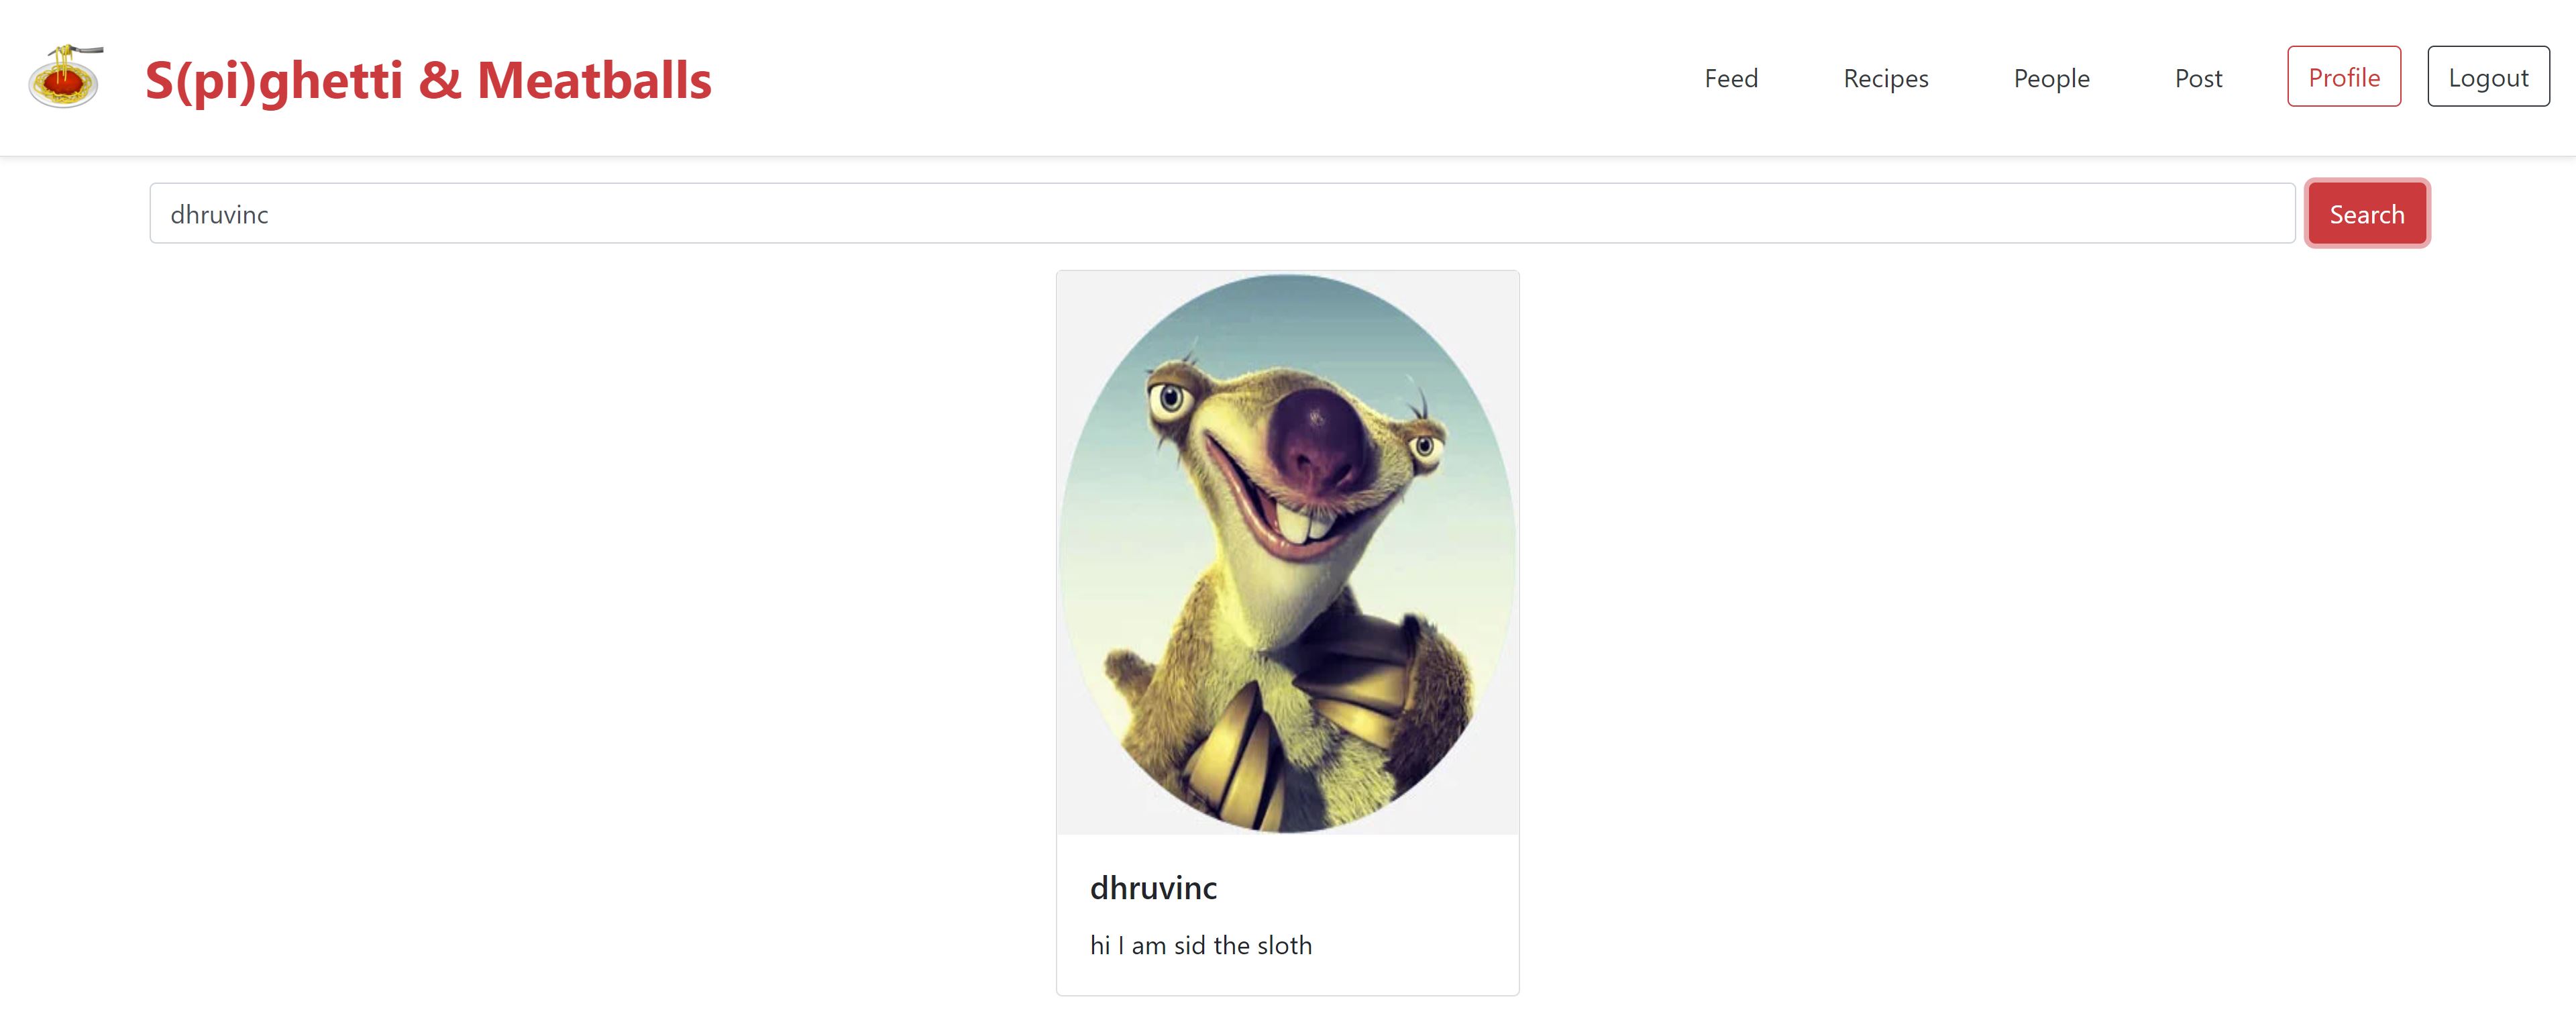 S(pi)ghetti & Meatballs
Feed Recipes People Post Profile Logout
dhruvinc Search
dhruvinc
hi I am sid the sloth